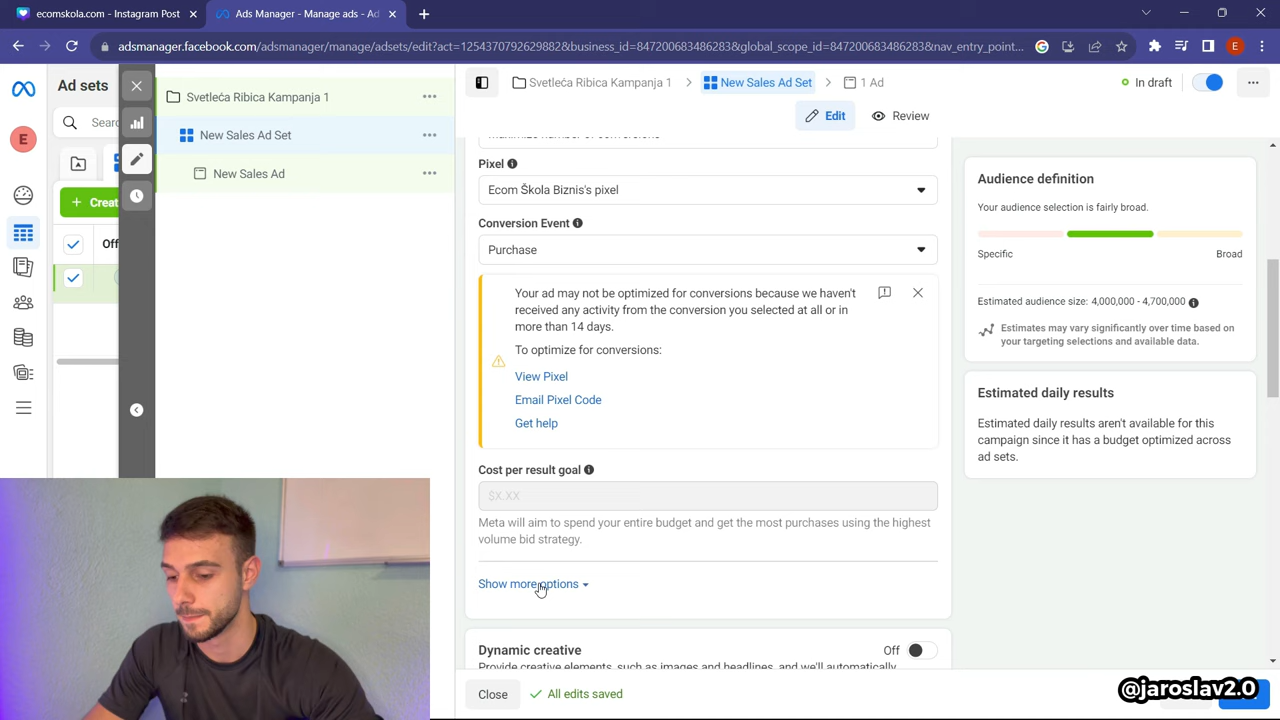 ecomskola.com - Instagram Post
Ads Manager - Manage ads - Ad
adsmanager.facebook.com/adsmanager/manage/adsets/edit?act=1254370792629882&business_id=847200683486283&global_scope_id=847200683486283&nav_entry_point...
E
Ad sets
Svetleća Ribica Kampanja 1
Svetleća Ribica Kampanja 1
New Sales Ad Set
1 Ad
In draft
E
New Sales Ad Set
Edit
Review
New Sales Ad
Pixel
Ecom Škola Biznis's pixel
Conversion Event
Purchase
Your ad may not be optimized for conversions because we haven't
received any activity from the conversion you selected at all or in
more than 14 days.
To optimize for conversions:
View Pixel
Email Pixel Code
Get help
Cost per result goal
$X.XX
Meta will aim to spend your entire budget and get the most purchases using the highest
volume bid strategy.
Show more options
Dynamic creative
Off
Provide creative elements, such as images and headlines, and we'll automatically
Close
All edits saved
Audience definition
Your audience selection is fairly broad.
Specific
Broad
Estimated audience size: 4,000,000 - 4,700,000
Estimates may vary significantly over time based on
your targeting selections and available data.
Estimated daily results
Estimated daily results aren't available for this
campaign since it has a budget optimized across
ad sets.
@jaroslav2.0